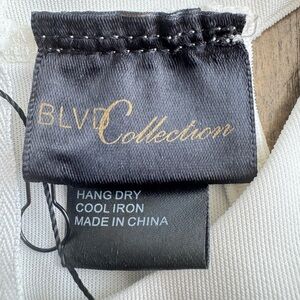 BLVD Collection
HANG DRY
COOL IRON
MADE IN CHINA